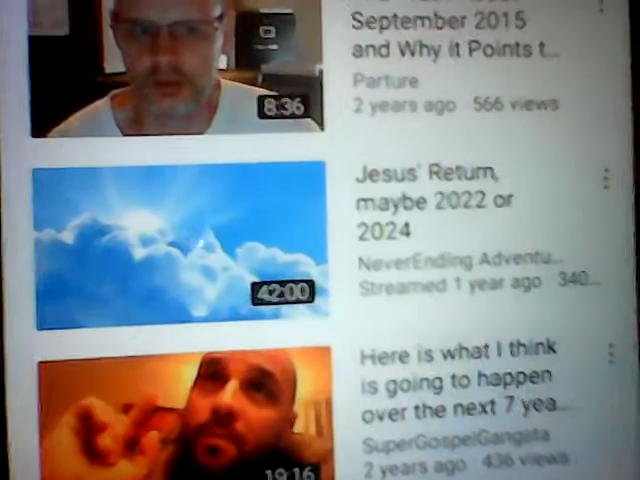 September 2015
and Why it Points t...
Parture
2 years ago 566 views
8:36
Jesus' Return,
maybe 2022 or
2024
NeverEnding Adventu...
Streamed 1 year ago 340...
42:00
Here is what I think
is going to happen
over the next 7 yea...
SuperGospelGangsta
2 years ago 436 views
19:16